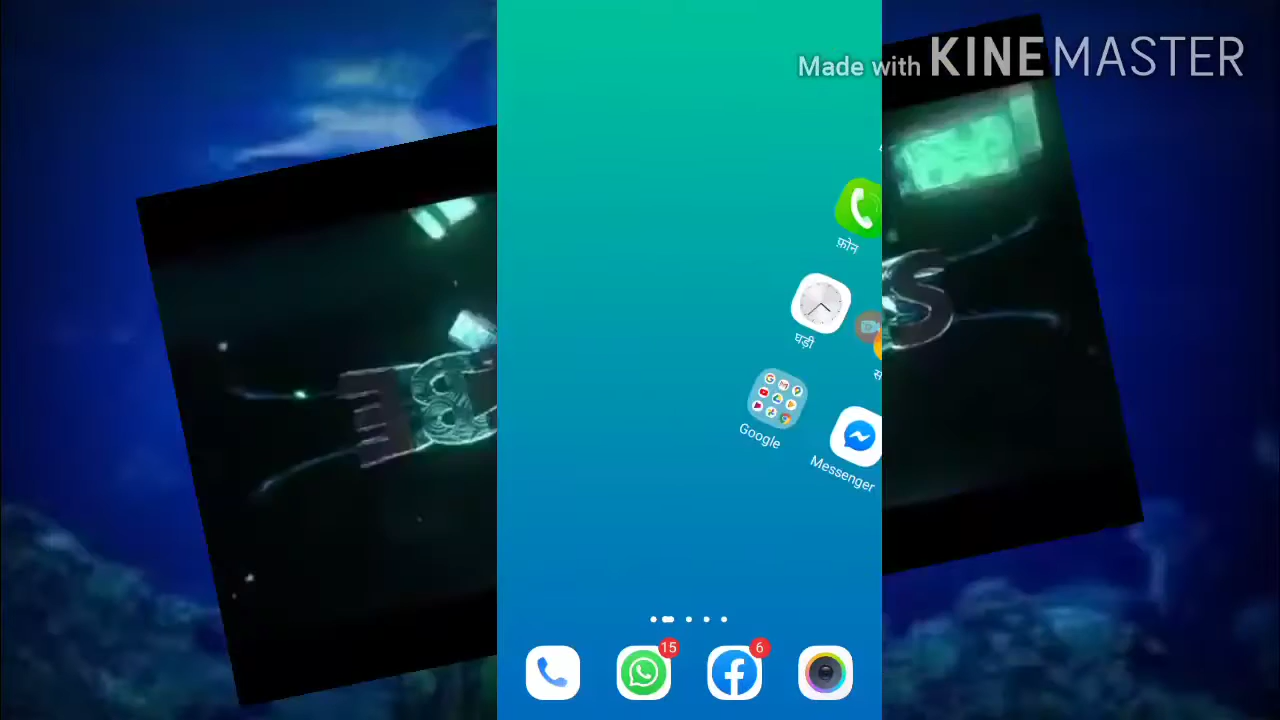 Made with KINEMASTER
फ़ोन
घड़ी
Google
Messenger
15
6